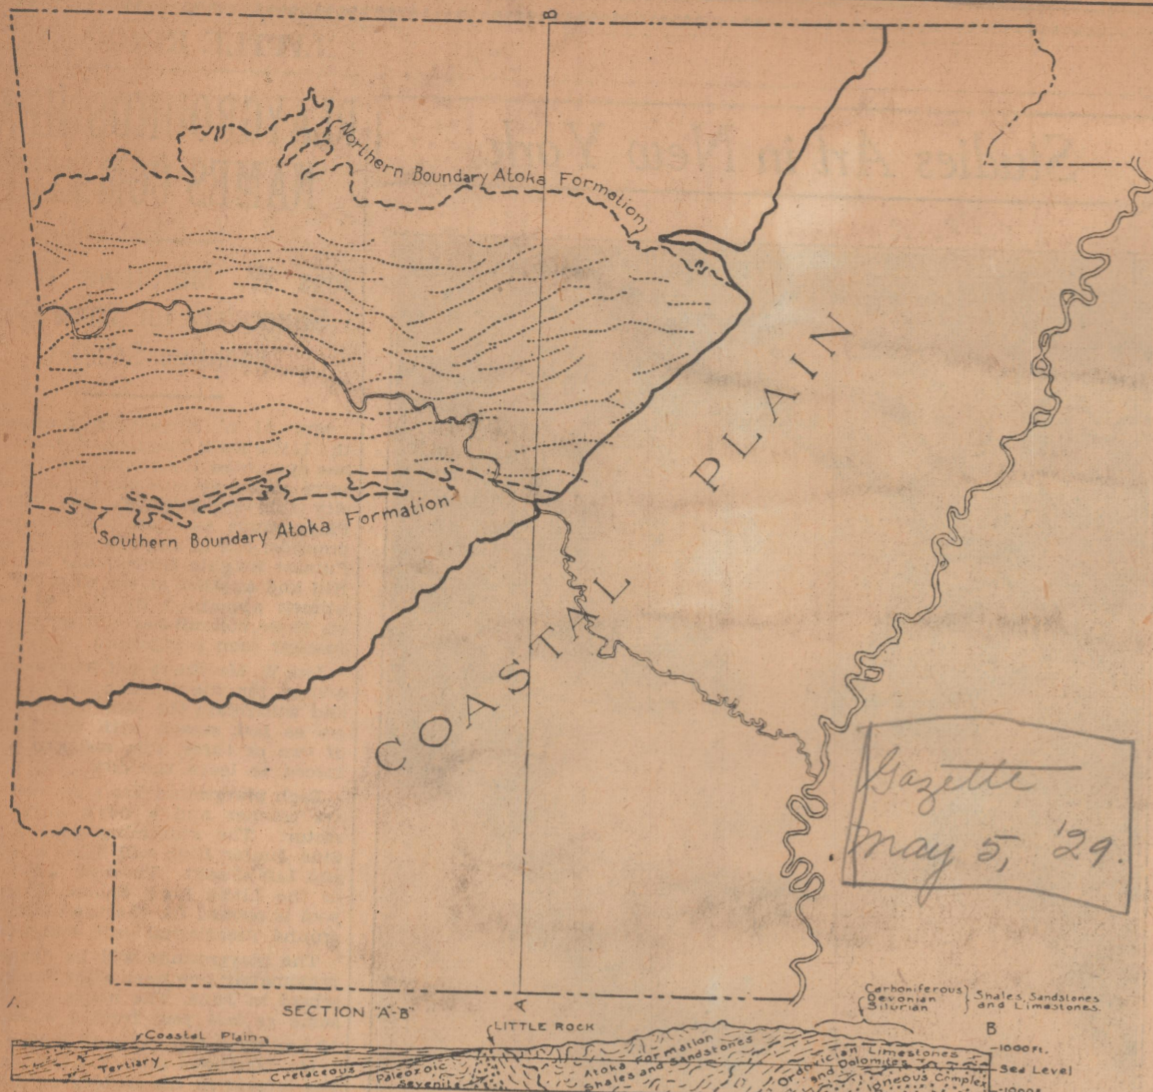 B
Northern Boundary Atoka Formation
Southern Boundary Atoka Formation
COASTAL PLAIN
Gazette
May 5, '29.
A
SECTION "A-B"
Carboniferous
Devonian
Silurian
Shales, Sandstones
and Limestones.
LITTLE ROCK
B
Coastal Plain
1000 ft.
Tertiary
Cretaceous
Paleozoic
Syenite
Atoka Formation
Shales and Sandstones
Ordivician Limestones
and Dolomites
Igneous Complex
Sea Level